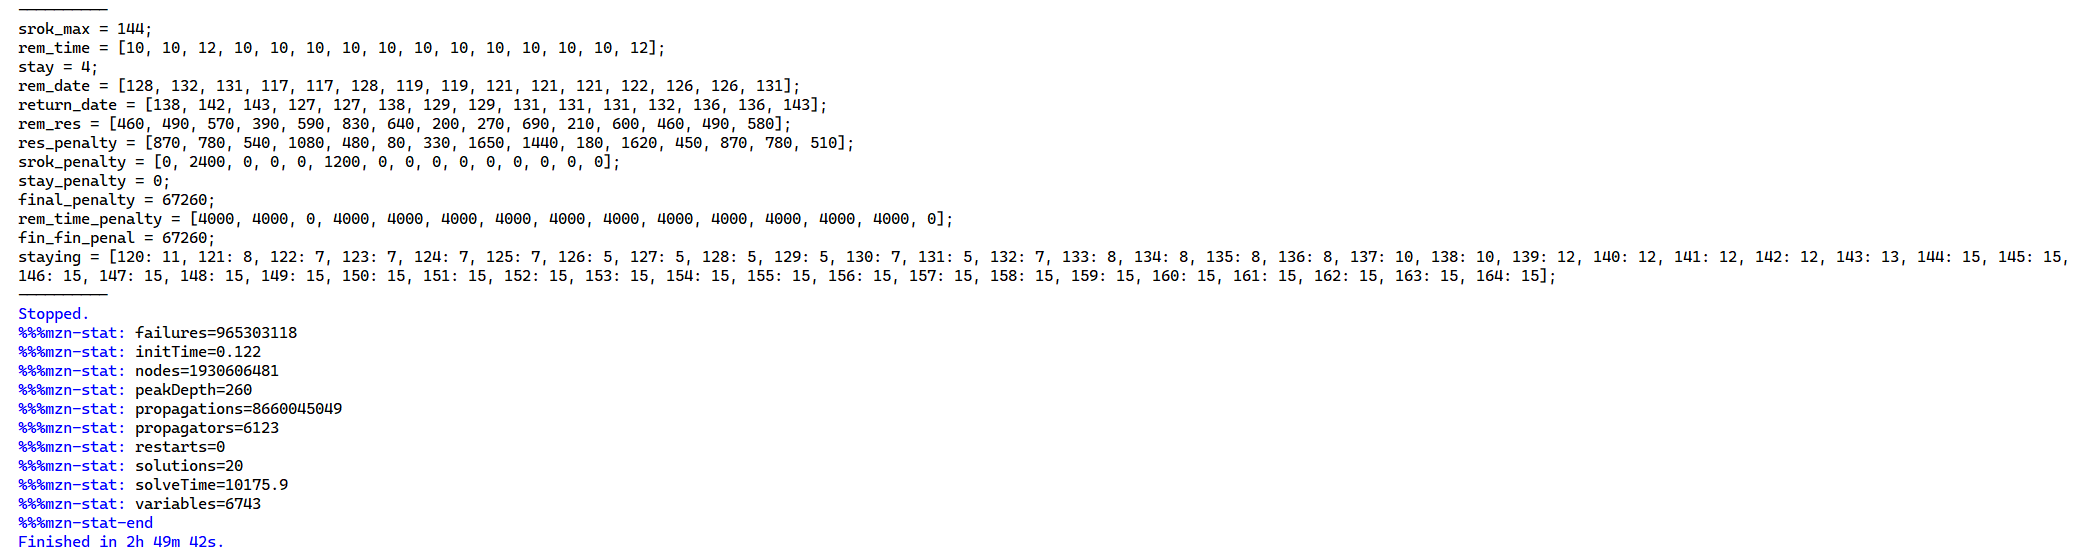 ----------
srok_max = 144;
rem_time = [10, 10, 12, 10, 10, 10, 10, 10, 10, 10, 10, 10, 10, 10, 12];
stay = 4;
rem_date = [128, 132, 131, 117, 117, 128, 119, 119, 121, 121, 121, 122, 126, 126, 131];
return_date = [138, 142, 143, 127, 127, 138, 129, 129, 131, 131, 131, 132, 136, 136, 143];
rem_res = [460, 490, 570, 390, 590, 830, 640, 200, 270, 690, 210, 600, 460, 490, 580];
res_penalty = [870, 780, 540, 1080, 480, 80, 330, 1650, 1440, 180, 1620, 450, 870, 780, 510];
srok_penalty = [0, 2400, 0, 0, 0, 1200, 0, 0, 0, 0, 0, 0, 0, 0, 0];
stay_penalty = 0;
final_penalty = 67260;
rem_time_penalty = [4000, 4000, 0, 4000, 4000, 4000, 4000, 4000, 4000, 4000, 4000, 4000, 4000, 4000, 0];
fin_fin_penal = 67260;
staying = [120: 11, 121: 8, 122: 7, 123: 7, 124: 7, 125: 7, 126: 5, 127: 5, 128: 5, 129: 5, 130: 7, 131: 5, 132: 7, 133: 8, 134: 8, 135: 8, 136: 8, 137: 10, 138: 10, 139: 12, 140: 12, 141: 12, 142: 12, 143: 13, 144: 15, 145: 15,
146: 15, 147: 15, 148: 15, 149: 15, 150: 15, 151: 15, 152: 15, 153: 15, 154: 15, 155: 15, 156: 15, 157: 15, 158: 15, 159: 15, 160: 15, 161: 15, 162: 15, 163: 15, 164: 15];
----------
Stopped.
%%%mzn-stat: failures=965303118
%%%mzn-stat: initTime=0.122
%%%mzn-stat: nodes=1930606481
%%%mzn-stat: peakDepth=260
%%%mzn-stat: propagations=8660045049
%%%mzn-stat: propagators=6123
%%%mzn-stat: restarts=0
%%%mzn-stat: solutions=20
%%%mzn-stat: solveTime=10175.9
%%%mzn-stat: variables=6743
%%%mzn-stat-end
Finished in 2h 49m 42s.